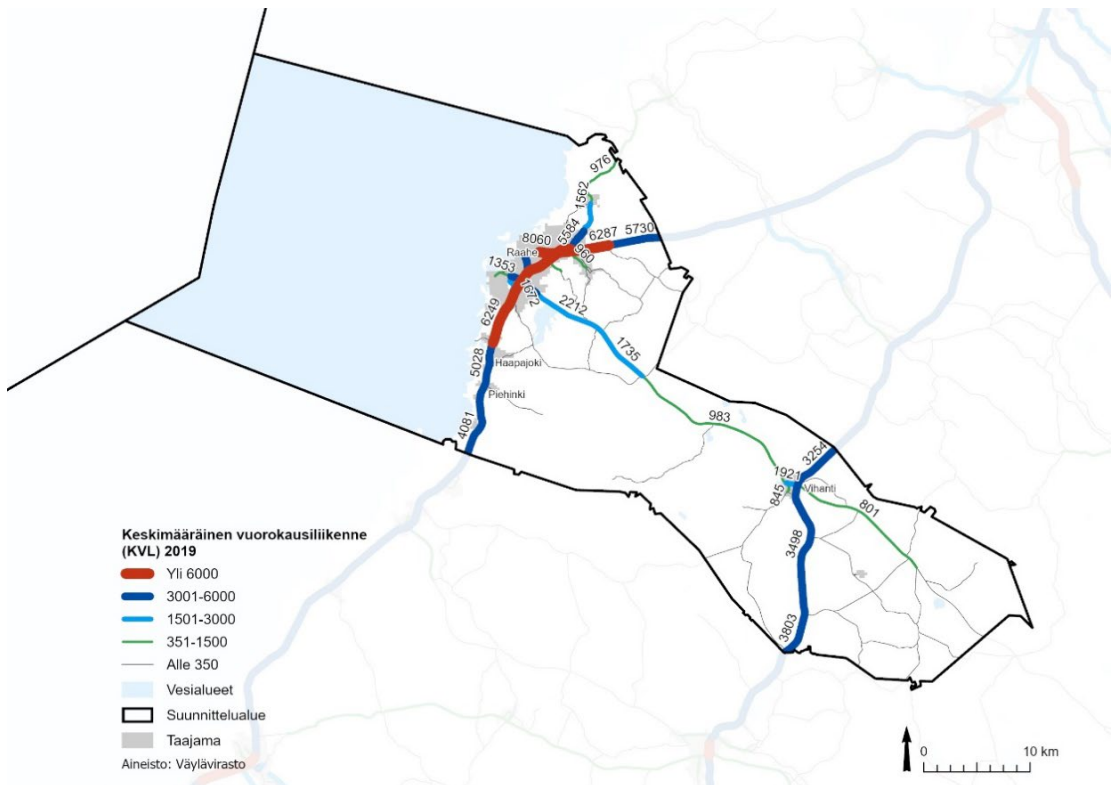 976
1562
5584
6287
5730
8060
Raahe
960
1353
1672
2212
6249
1735
5028
Haapajoki
Piehinki
4081
983
3254
1921
Vihanti
845
801
3498
3803
Keskimääräinen vuorokausiliikenne
(KVL) 2019
Yli 6000
3001-6000
1501-3000
351-1500
Alle 350
Vesialueet
Suunnittelualue
Taajama
Aineisto: Väylävirasto
0 10 km